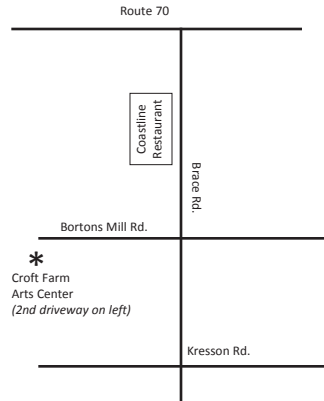 Route 70
Coastline
Restaurant
Brace Rd.
Bortons Mill Rd.
*
Croft Farm
Arts Center
(2nd driveway on left)
Kresson Rd.